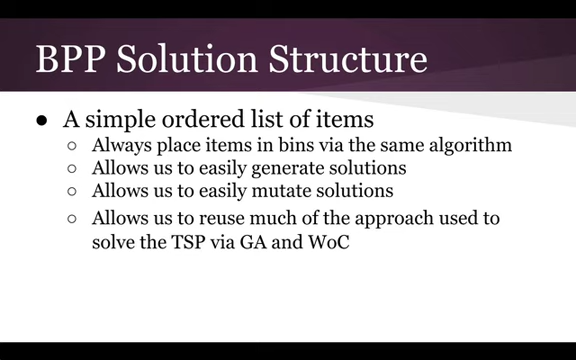 BPP Solution Structure
● A simple ordered list of items
○ Always place items in bins via the same algorithm
○ Allows us to easily generate solutions
○ Allows us to easily mutate solutions
○ Allows us to reuse much of the approach used to
solve the TSP via GA and WoC